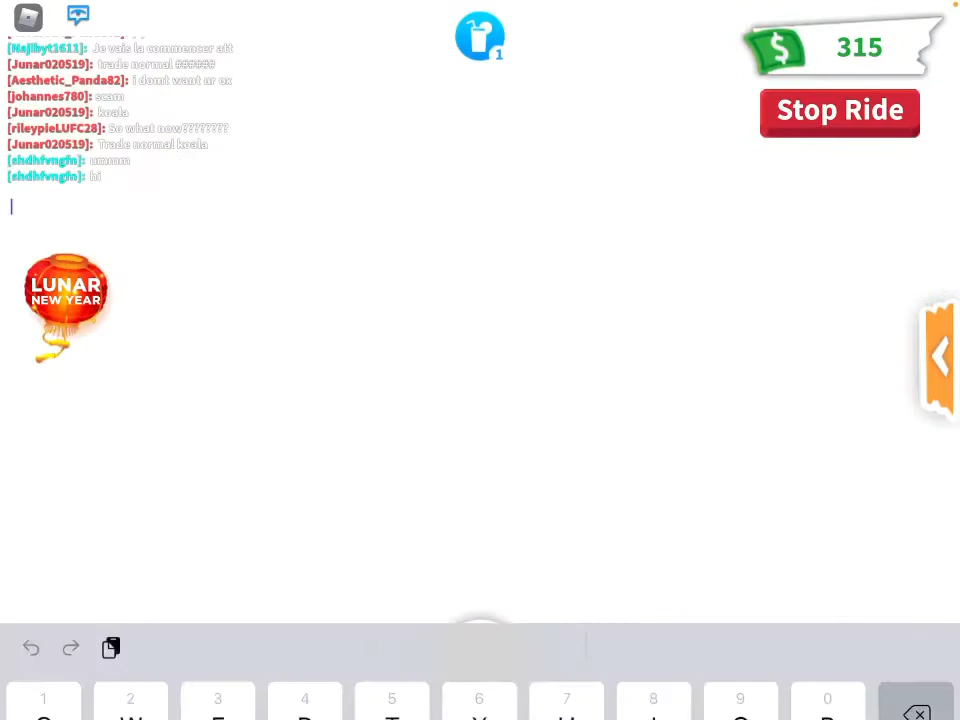 [Najibyt1611]: Je vais la commencer att
[Junar020519]: trade normal ######
[Aesthetic_Panda82]: i domt want ur ox
[johannes780]: scam
[Junar020519]: koala
[rileypieLUFC28]: So what now????????
[Junar020519]: Trade normal koala
[shdhfvngfn]: ummm
[shdhfvngfn]: hi
1
$ 315
Stop Ride
LUNAR
NEW YEAR
1 2 3 4 5 6 7 8 9 0